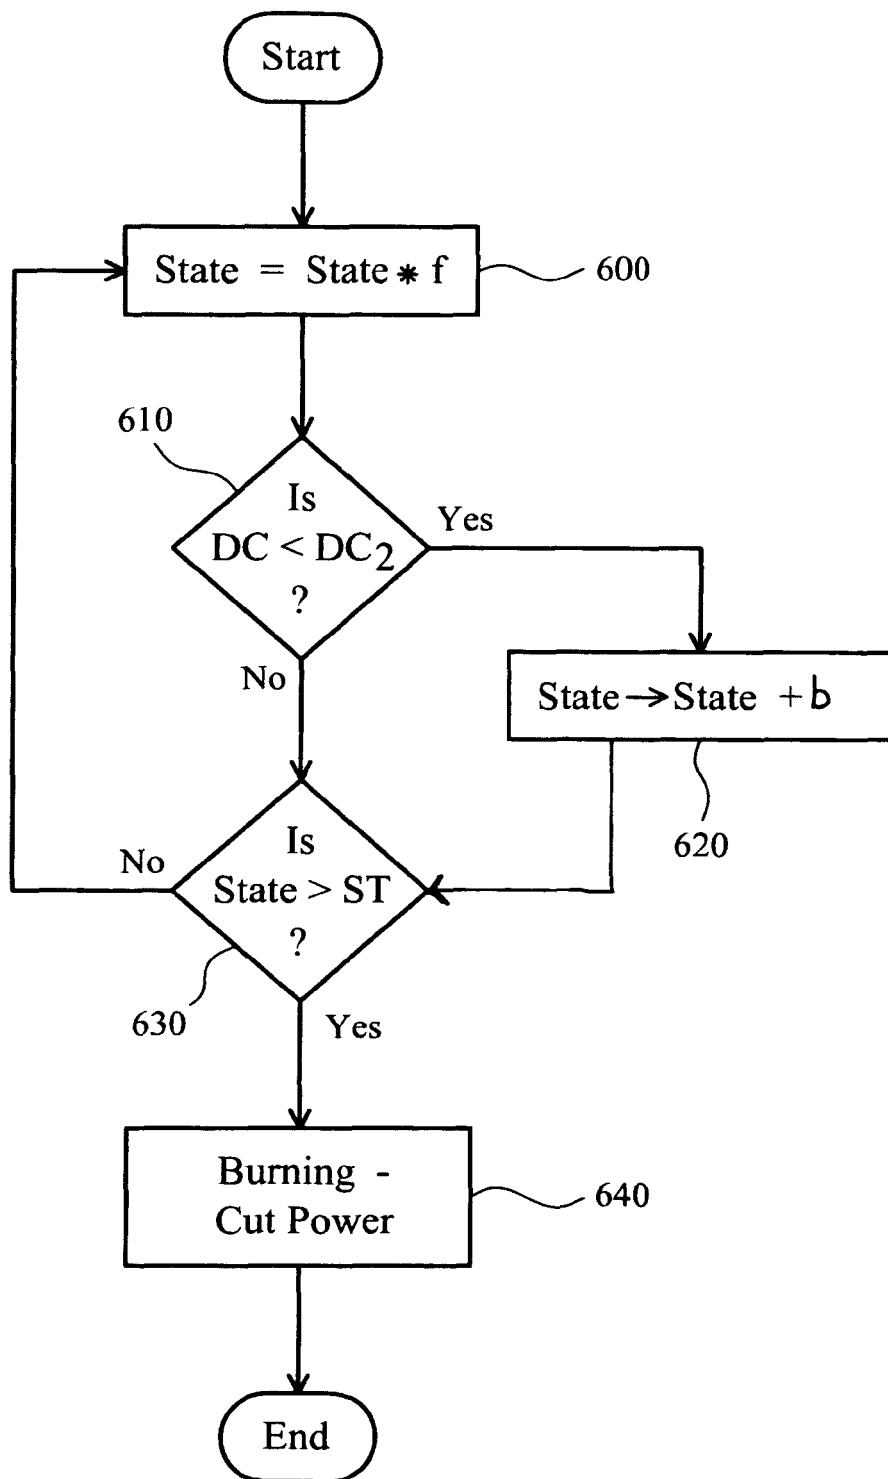 Start
State = State * f
600
610
Is
DC < DC₂
?
Yes
No
State → State + b
620
Is
State > ST
?
No
630
Yes
Burning -
Cut Power
640
End